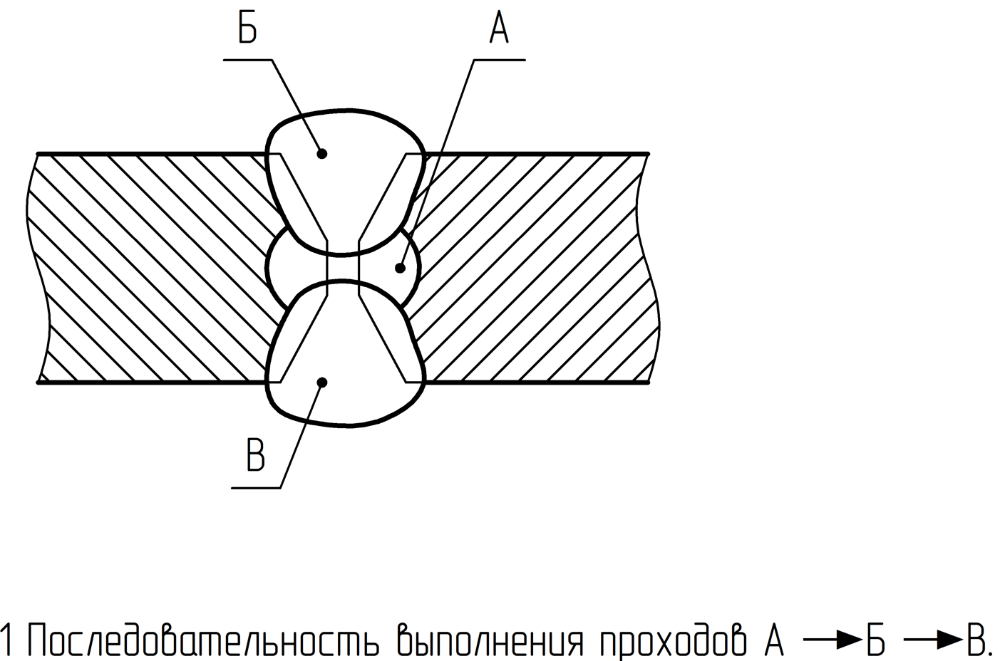 Б
А
В
1 Последовательность выполнения проходов А → Б → В.